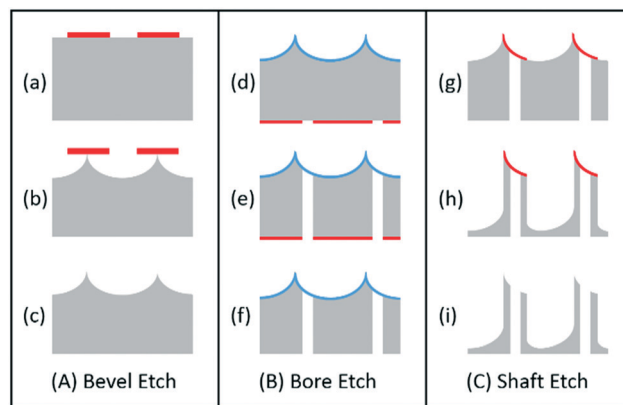 (a)
(b)
(c)
(A) Bevel Etch
(d)
(e)
(f)
(B) Bore Etch
(g)
(h)
(i)
(C) Shaft Etch